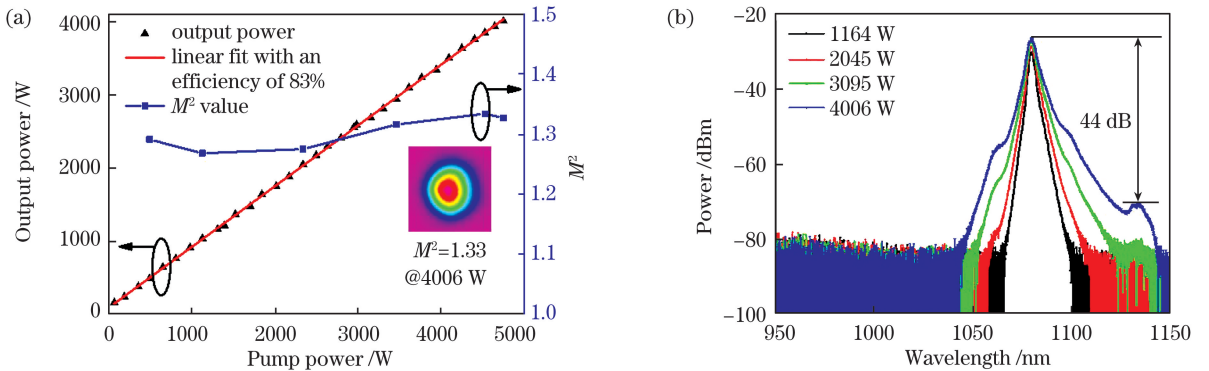 (a)
Output power /W
4000
3000
2000
1000
0
0
1000
2000
3000
4000
5000
Pump power /W
1.5
1.4
1.3
1.2
1.1
1.0
M²
output power
linear fit with an
efficiency of 83%
M² value
M²=1.33
@4006 W
(b)
Power /dBm
−20
−40
−60
−80
−100
950
1000
1050
1100
1150
Wavelength /nm
1164 W
2045 W
3095 W
4006 W
44 dB